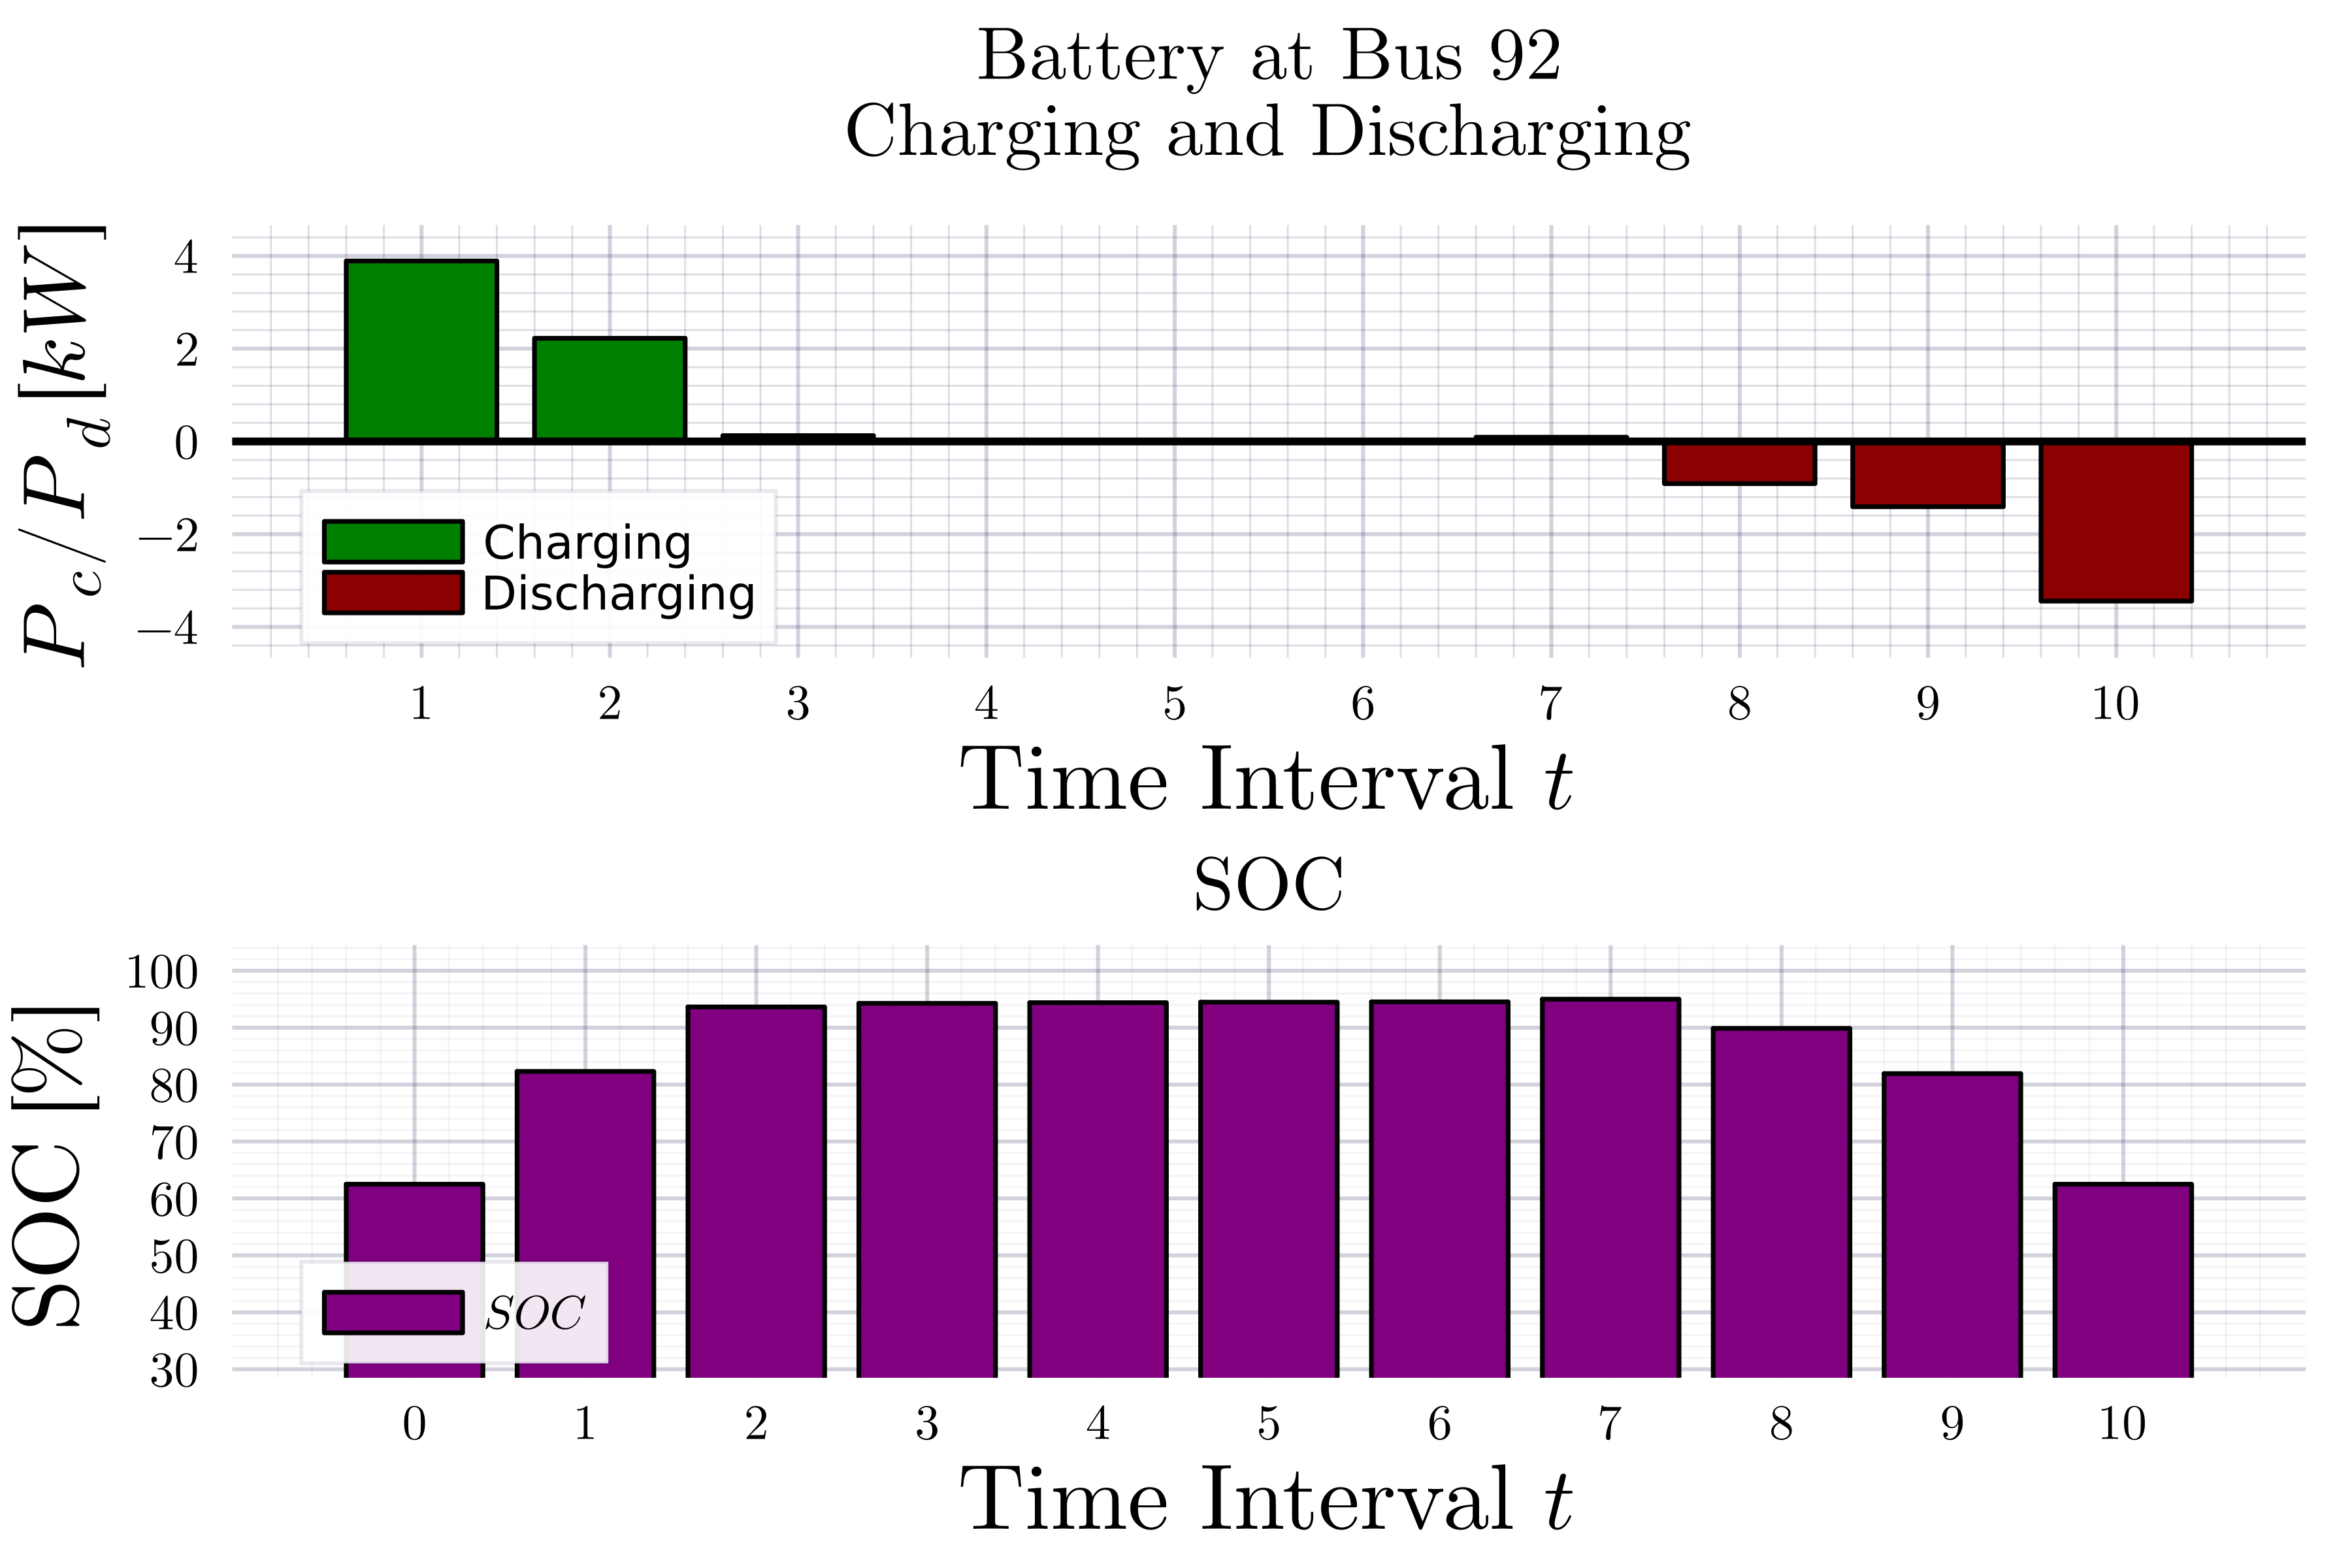 Battery at Bus 92
Charging and Discharging
P_c/P_d [kW]
4
2
0
−2
−4
Charging
Discharging
1 2 3 4 5 6 7 8 9 10
Time Interval t
SOC
SOC [%]
100
90
80
70
60
50
40
30
SOC
0 1 2 3 4 5 6 7 8 9 10
Time Interval t